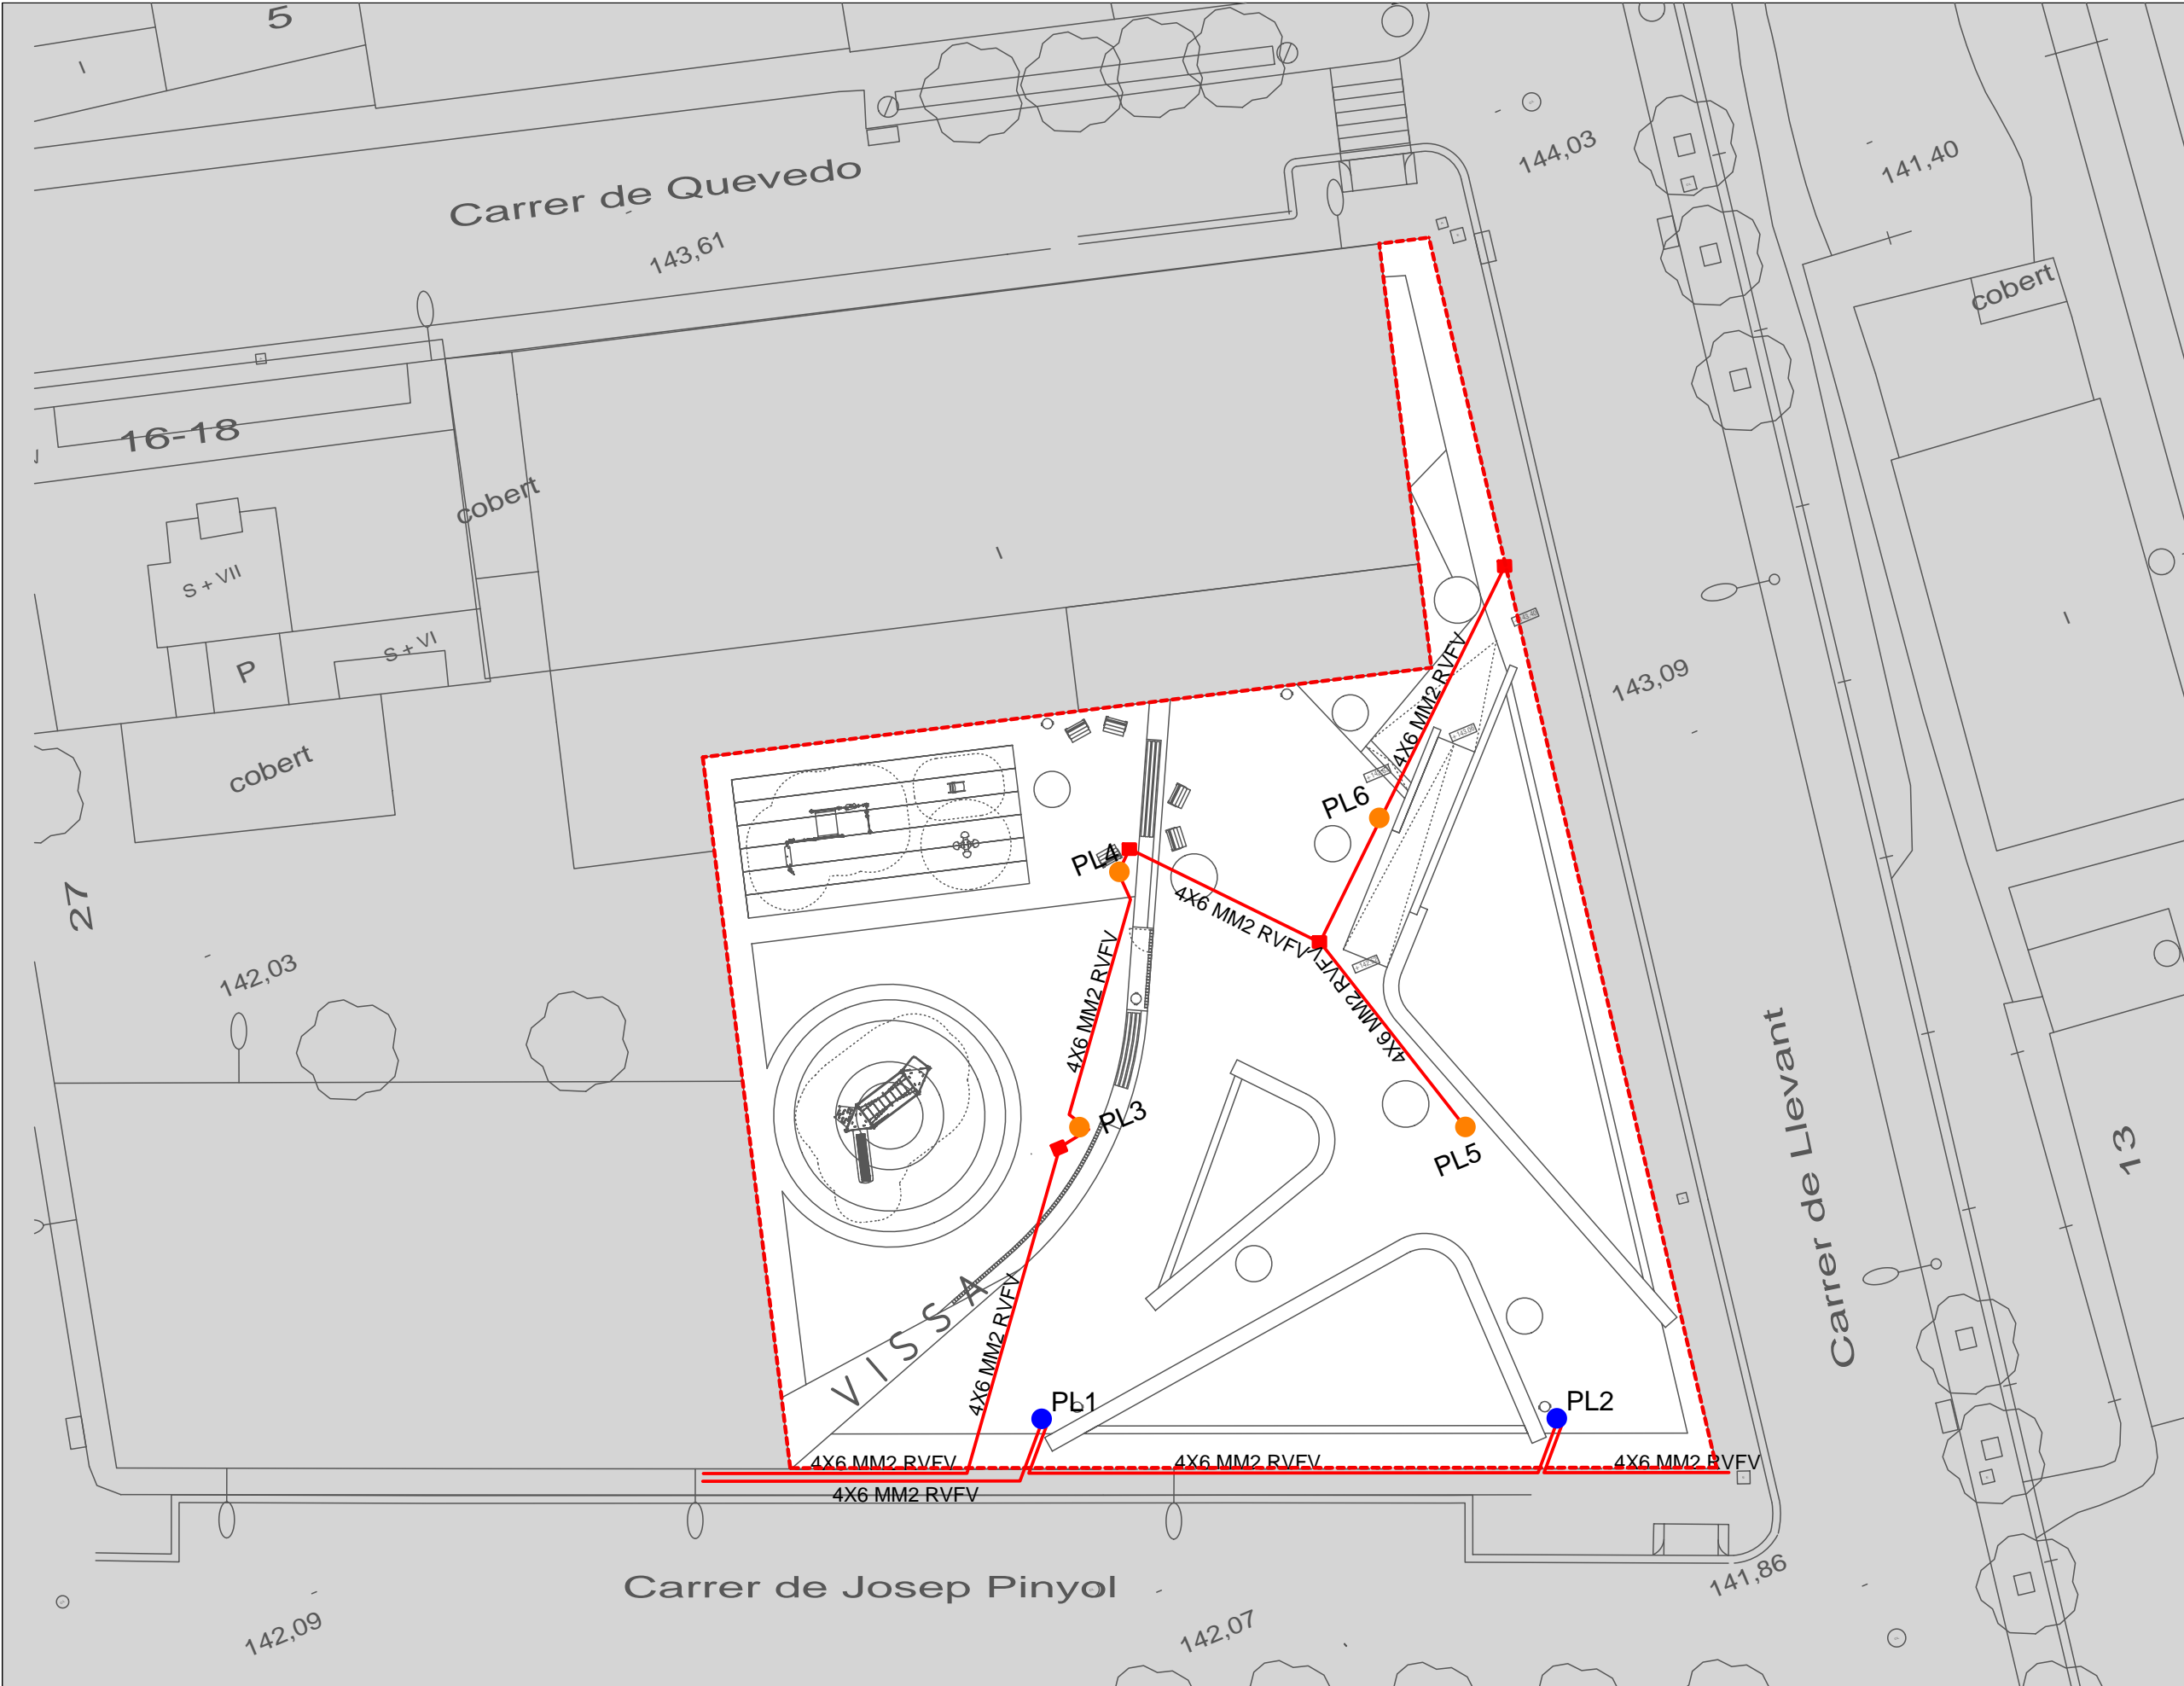 5
I
Carrer de Quevedo
143,61
144,03
141,40
cobert
16-18
cobert
I
S + VII
S + VI
P
I
cobert
143,09
4X6 MM2 RVFV
PL6
PL4
27
142,03
4X6 MM2 RVFV
4X6 MM2 RVFV
4X6 MM2 RVFV
PL3
PL5
Carrer de Llevant
13
VISSA
4X6 MM2 RVFV
PL1
PL2
4X6 MM2 RVFV
4X6 MM2 RVFV
4X6 MM2 RVFV
4X6 MM2 RVFV
Carrer de Josep Pinyol
141,86
142,09
142,07